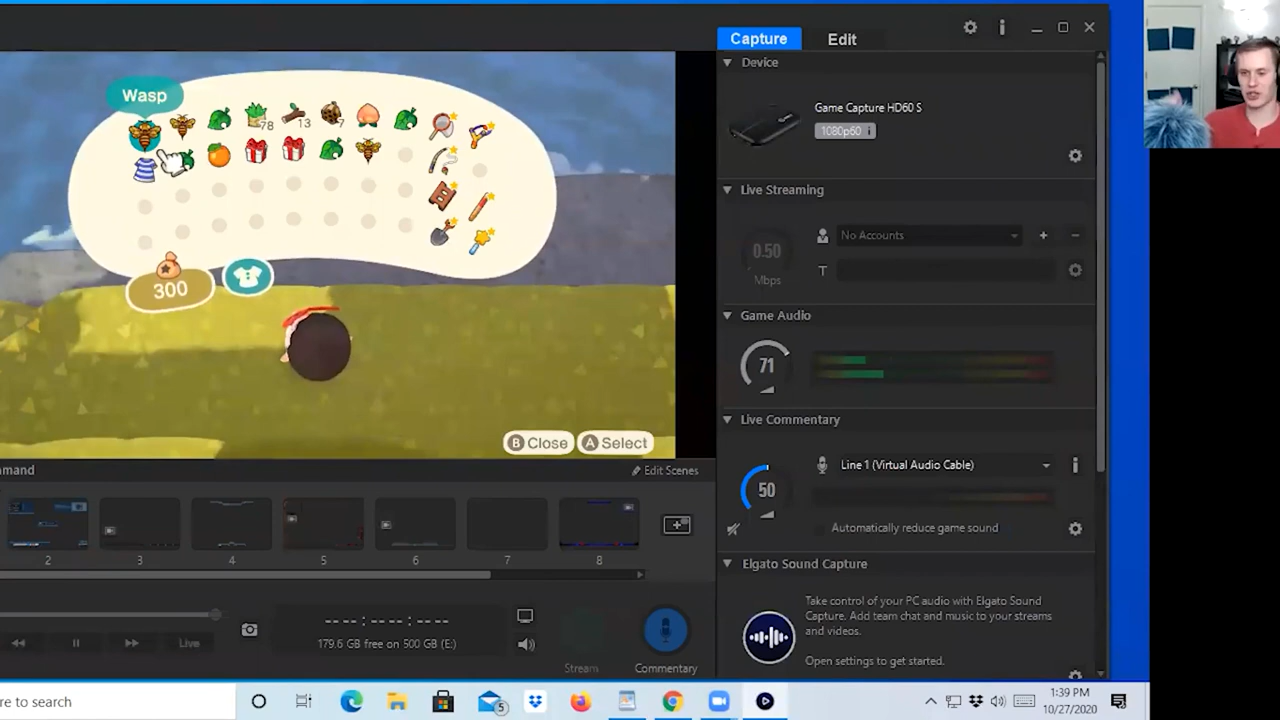 Capture
Edit
Device
Game Capture HD60 S
1080p60 i
Live Streaming
0.50
Mbps
No Accounts
T
Game Audio
71
Live Commentary
50
Line 1 (Virtual Audio Cable)
Automatically reduce game sound
Elgato Sound Capture
Take control of your PC audio with Elgato Sound
Capture. Add team chat and music to your streams
and videos.
Open settings to get started.
Wasp
78
13
7
300
B Close
A Select
mmand
Edit Scenes
2 3 4 5 6 7 8
Live
-- -- : -- -- : -- --
179.6 GB free on 500 GB (E:)
Stream
Commentary
re to search
5
1:39 PM
10/27/2020